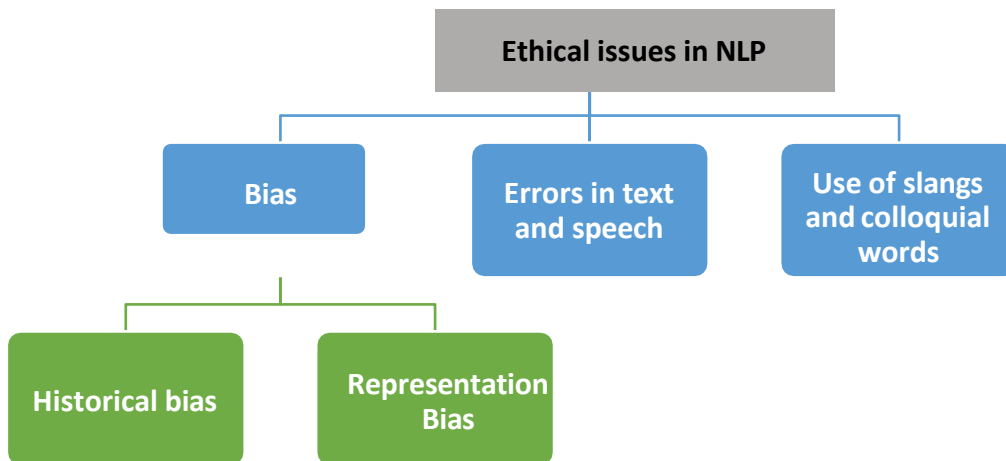 Ethical issues in NLP
Bias
Errors in text
and speech
Use of slangs
and colloquial
words
Historical bias
Representation
Bias